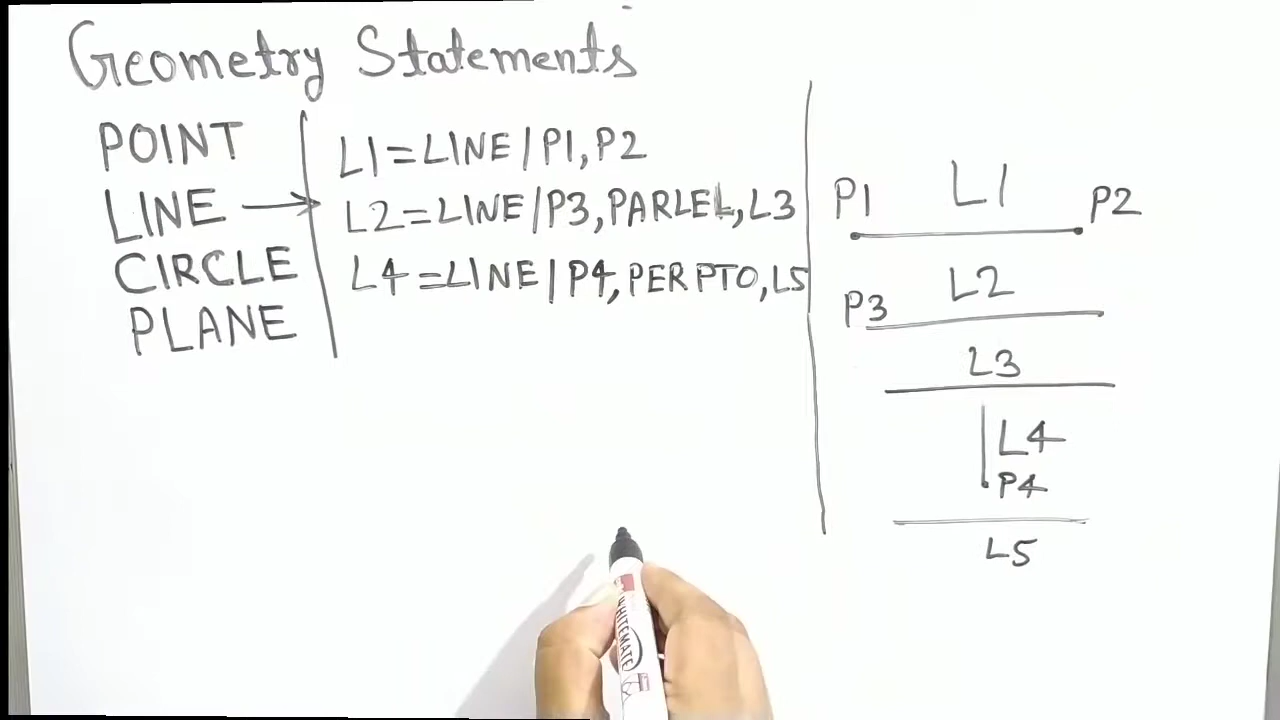 Geometry Statements
POINT
LINE →
CIRCLE
PLANE
L1=LINE/P1,P2
L2=LINE/P3,PARLEL,L3
L4=LINE/P4,PERPTO,L5
P1 L1 P2
L2
P3
L3
L4
P4
L5
WHITEMATE